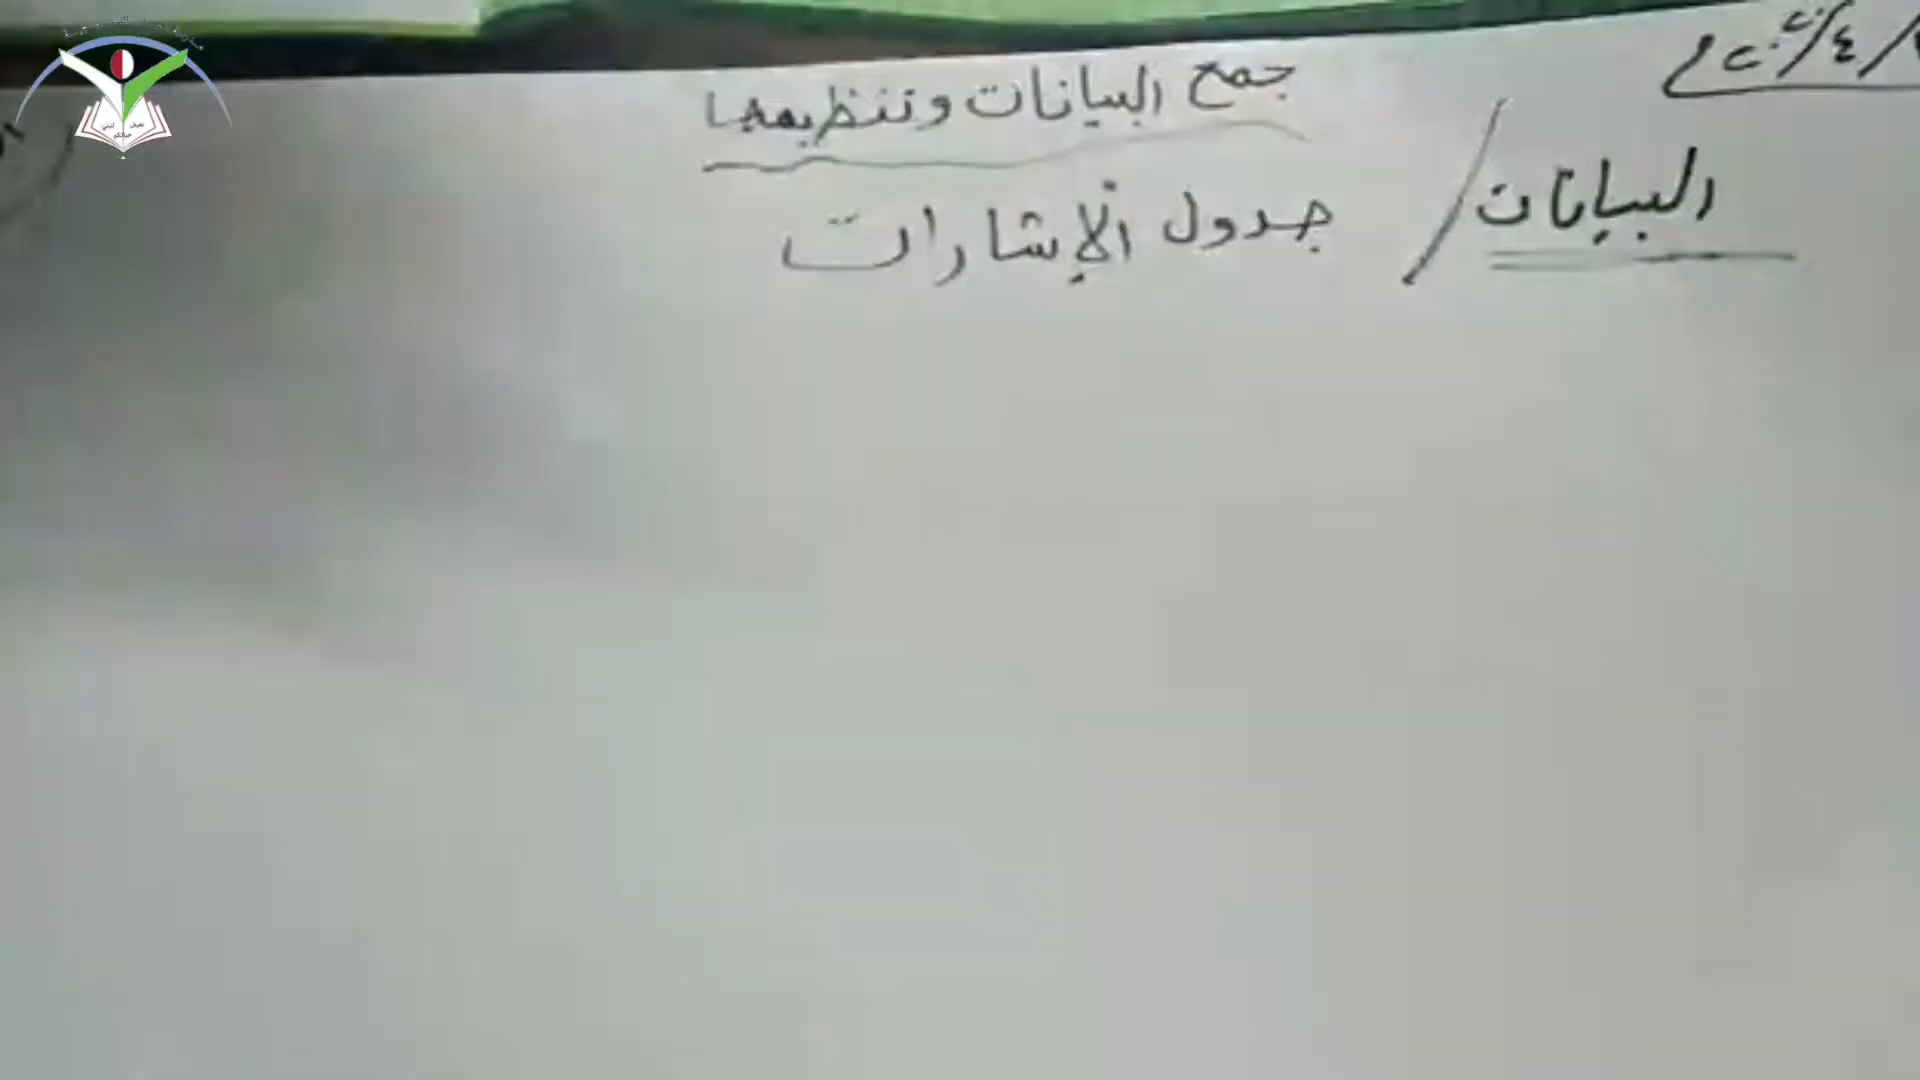 جمع البيانات وتنظيمها
البيانات / جدول الإشارات